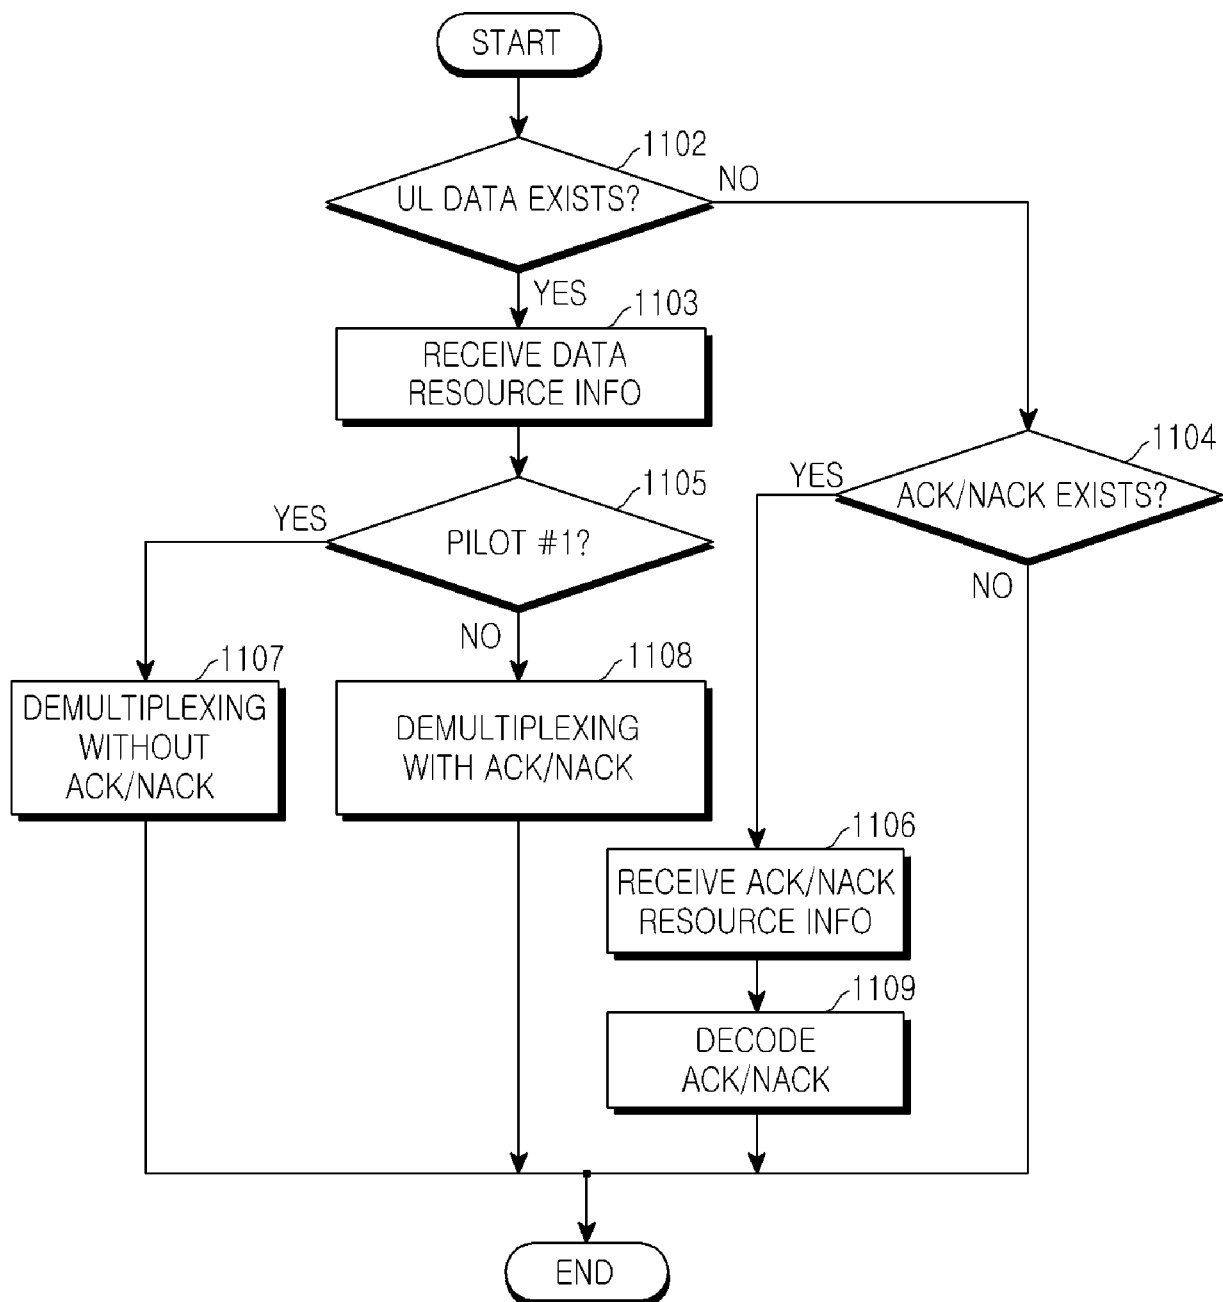 START
1102
UL DATA EXISTS?
NO
YES
1103
RECEIVE DATA
RESOURCE INFO
1104
YES
ACK/NACK EXISTS?
NO
1105
YES
PILOT #1?
NO
1107
DEMULTIPLEXING
WITHOUT
ACK/NACK
1108
DEMULTIPLEXING
WITH ACK/NACK
1106
RECEIVE ACK/NACK
RESOURCE INFO
1109
DECODE
ACK/NACK
END